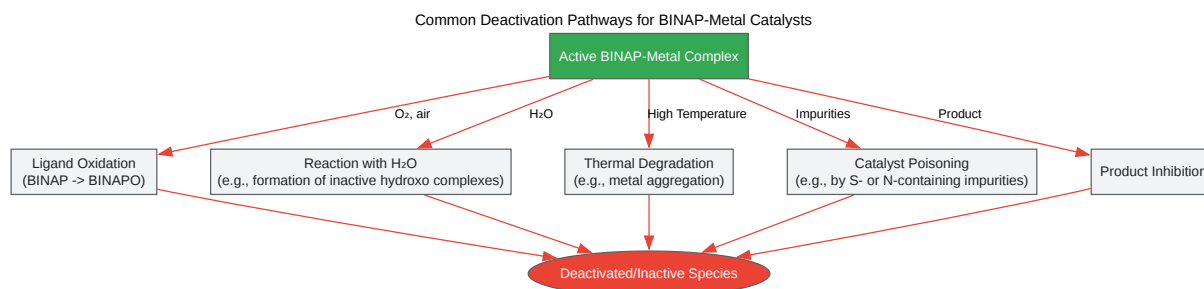 Common Deactivation Pathways for BINAP-Metal Catalysts
Active BINAP-Metal Complex
O₂, air
H₂O
High Temperature
Impurities
Product
Ligand Oxidation
(BINAP -> BINAPO)
Reaction with H₂O
(e.g., formation of inactive hydroxo complexes)
Thermal Degradation
(e.g., metal aggregation)
Catalyst Poisoning
(e.g., by S- or N-containing impurities)
Product Inhibition
Deactivated/Inactive Species